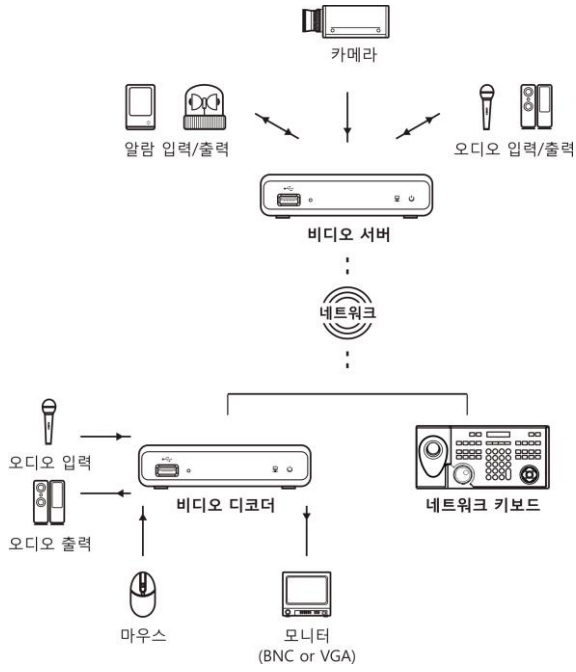 카메라
알람 입력/출력
오디오 입력/출력
비디오 서버
네트워크
오디오 입력
비디오 디코더
네트워크 키보드
오디오 출력
마우스
모니터
(BNC or VGA)